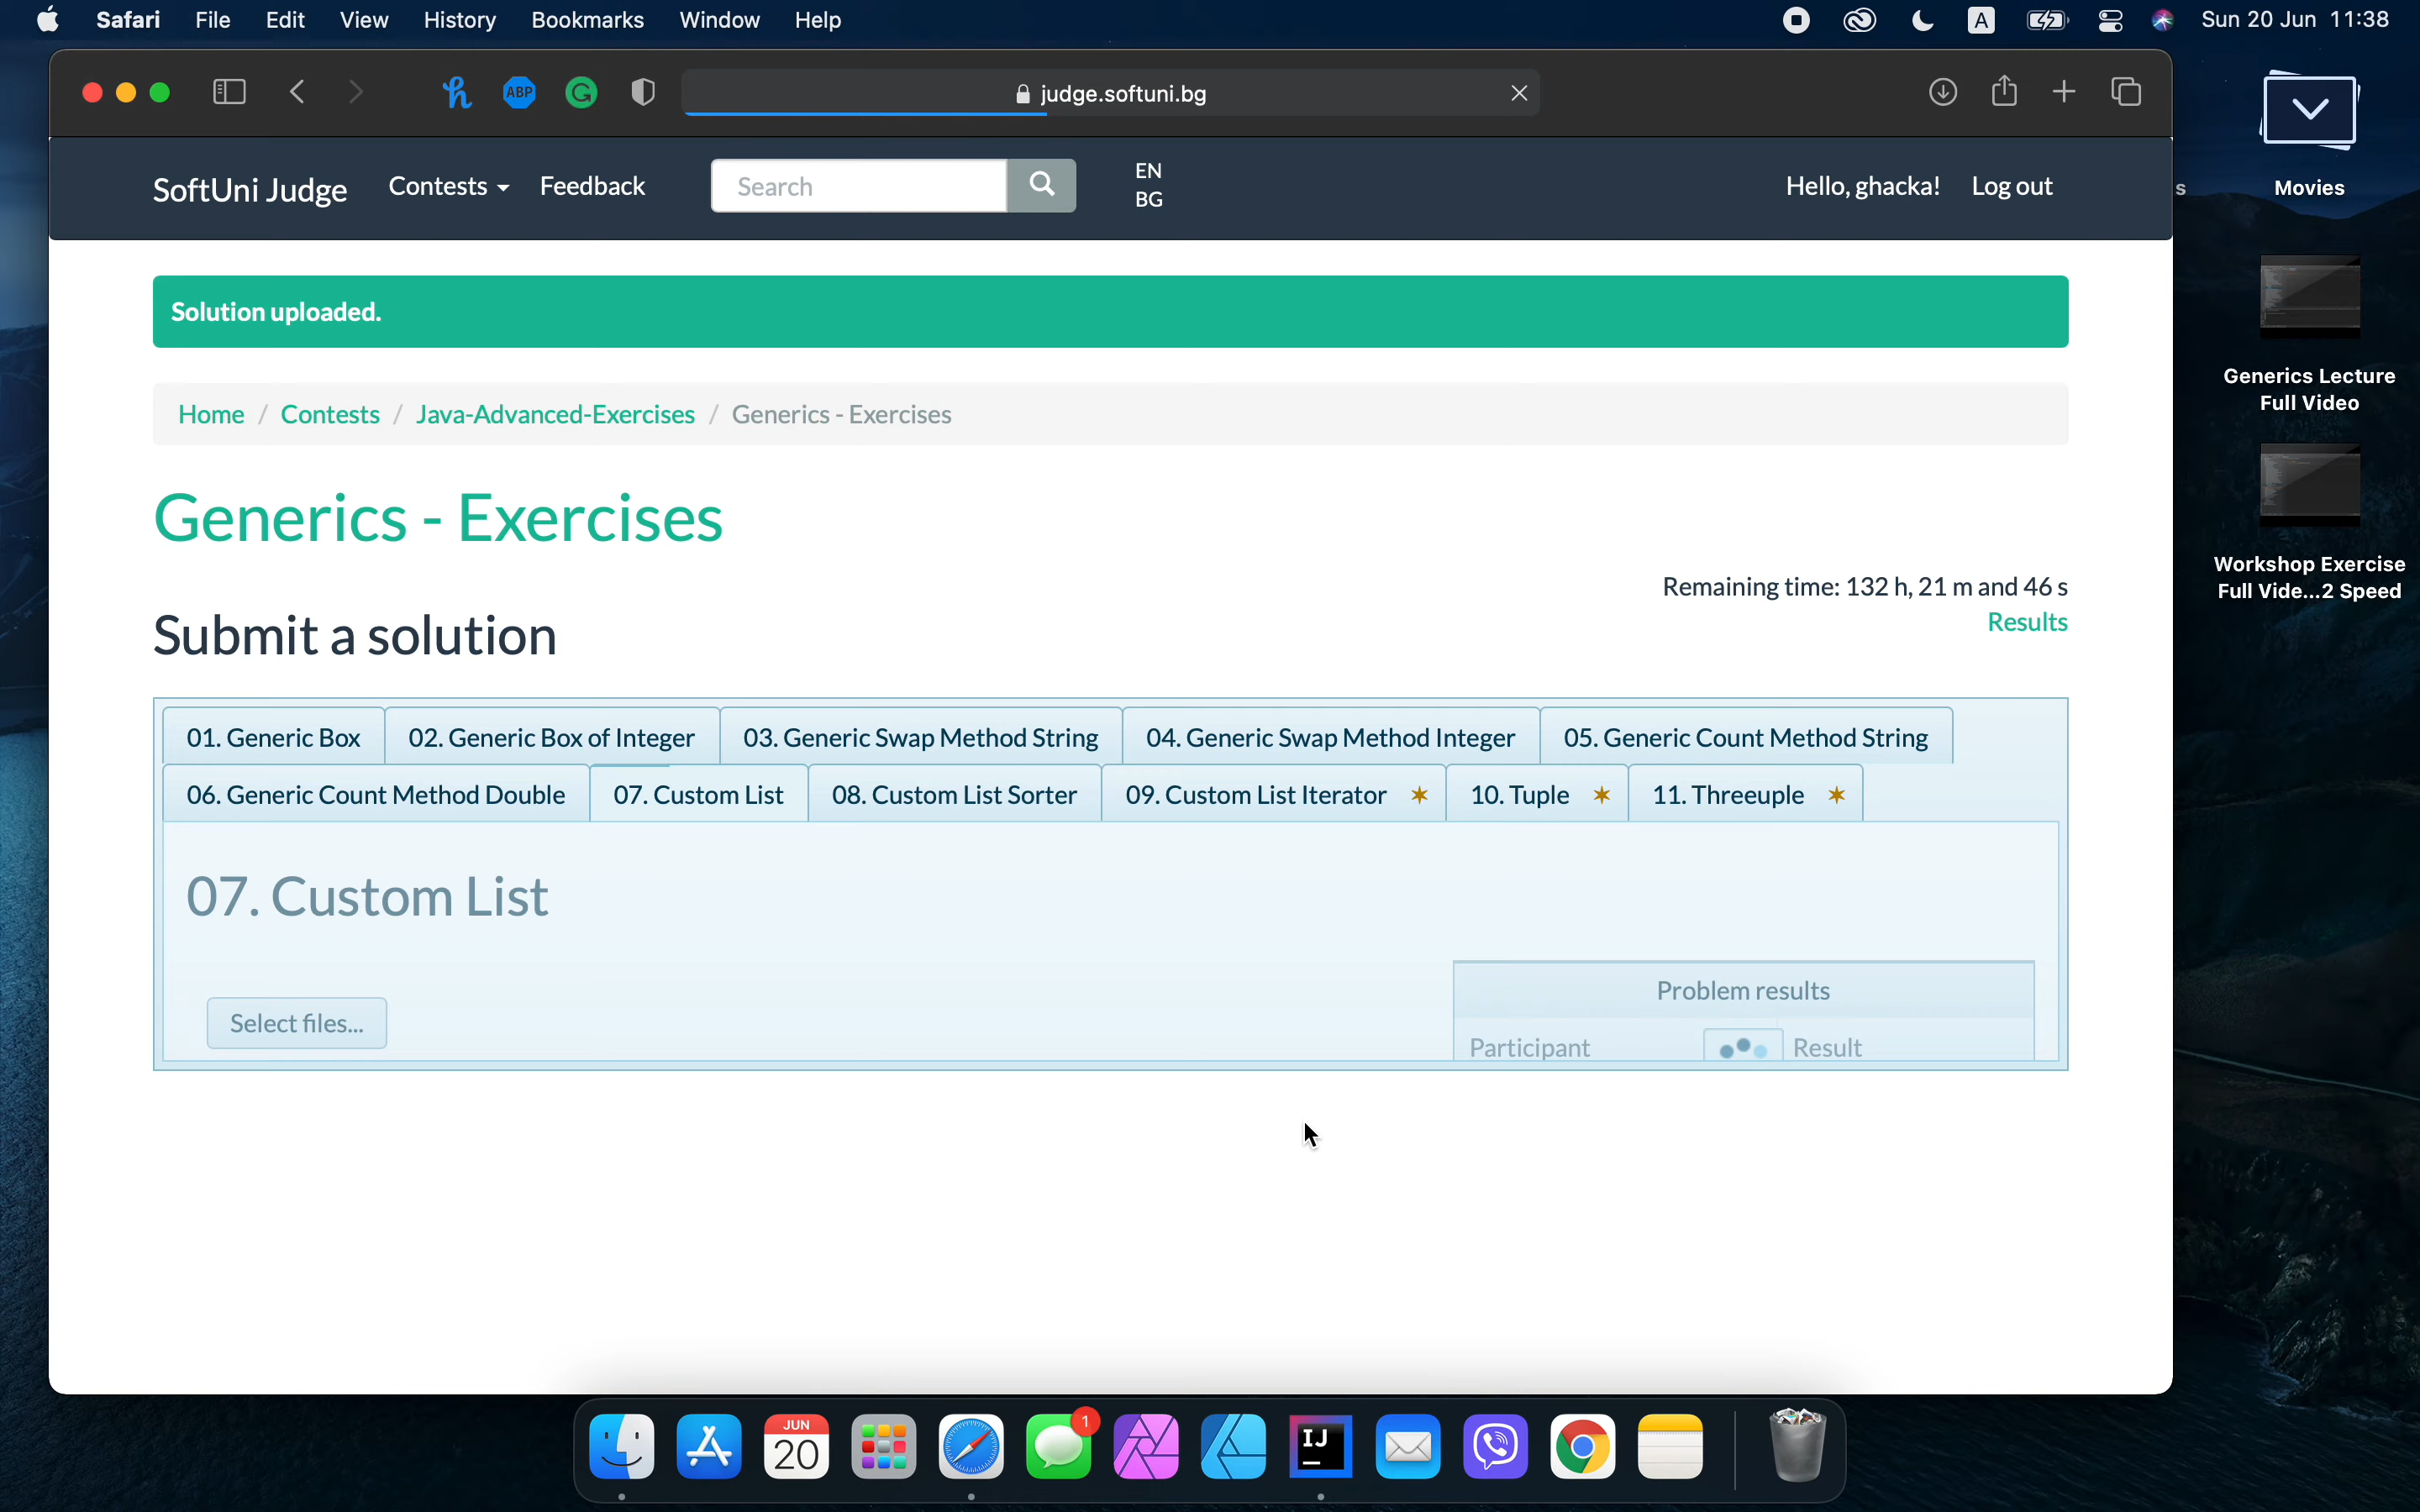 Safari File Edit View History Bookmarks Window Help A Sun 20 Jun 11:38
ABP judge.softuni.bg
SoftUni Judge Contests Feedback Search EN
BG
Hello, ghacka! Log out
s
Movies
Solution uploaded.
Generics Lecture
Full Video
Home / Contests / Java-Advanced-Exercises / Generics - Exercises
Generics - Exercises
Workshop Exercise
Full Vide...2 Speed
Remaining time: 132 h, 21 m and 46 s
Results
Submit a solution
01. Generic Box 02. Generic Box of Integer 03. Generic Swap Method String 04. Generic Swap Method Integer 05. Generic Count Method String
06. Generic Count Method Double 07. Custom List 08. Custom List Sorter 09. Custom List Iterator 10. Tuple 11. Threeuple
07. Custom List
Problem results
Select files...
Participant Result
JUN
20
1
IJ